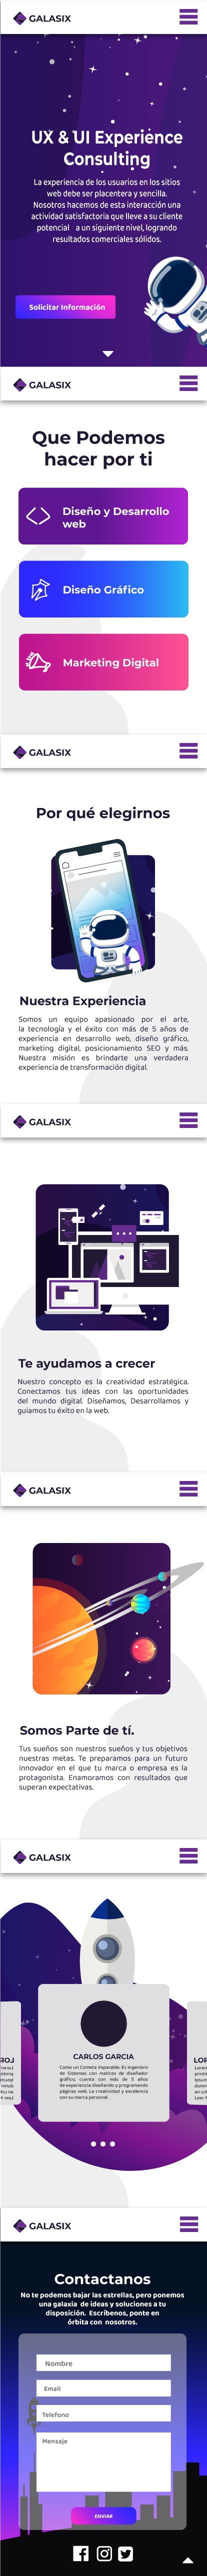 GALASIX
UX & UI Experience
Consulting
La experiencia de los usuarios en los sitios
web debe ser placentera y sencilla.
Nosotros hacemos de esta interacción una
actividad satisfactoria que lleve a su cliente
potencial a un siguiente nivel, logrando
resultados comerciales sólidos.
Solicitar Información
GALASIX
Que Podemos
hacer por ti
Diseño y Desarrollo
web
Diseño Gráfico
Marketing Digital
GALASIX
Por qué elegirnos
Nuestra Experiencia
Somos un equipo apasionado por el arte,
la tecnología y el éxito con más de 5 años de
experiencia en desarrollo web, diseño gráfico,
marketing digital, posicionamiento SEO y más.
Nuestra misión es brindarte una verdadera
experiencia de transformación digital.
GALASIX
Te ayudamos a crecer
Nuestro concepto es la creatividad estratégica.
Conectamos tus ideas con las oportunidades
del mundo digital. Diseñamos, Desarrollamos y
guiamos tu éxito en la web.
GALASIX
Somos Parte de tí.
Tus sueños son nuestros sueños y tus objetivos
nuestras metas. Te preparamos para un futuro
innovador en el que tu marca o empresa es la
protagonista. Enamoramos con resultados que
superan expectativas.
GALASIX
CARLOS GARCIA
Como un Cometa Imparable. Es Ingeniero
de Sistemas con matices de diseñador
gráfico, cuenta con más de 5 años
de experiencia diseñando y programando
páginas web. La creatividad y excelencia
son su marca personal.
GALASIX
Contactanos
No te podemos bajar las estrellas, pero ponemos
una galaxia de ideas y soluciones a tu
disposición. Escríbenos, ponte en
órbita con nosotros.
Nombre
Email
Telefono
Mensaje
ENVIAR